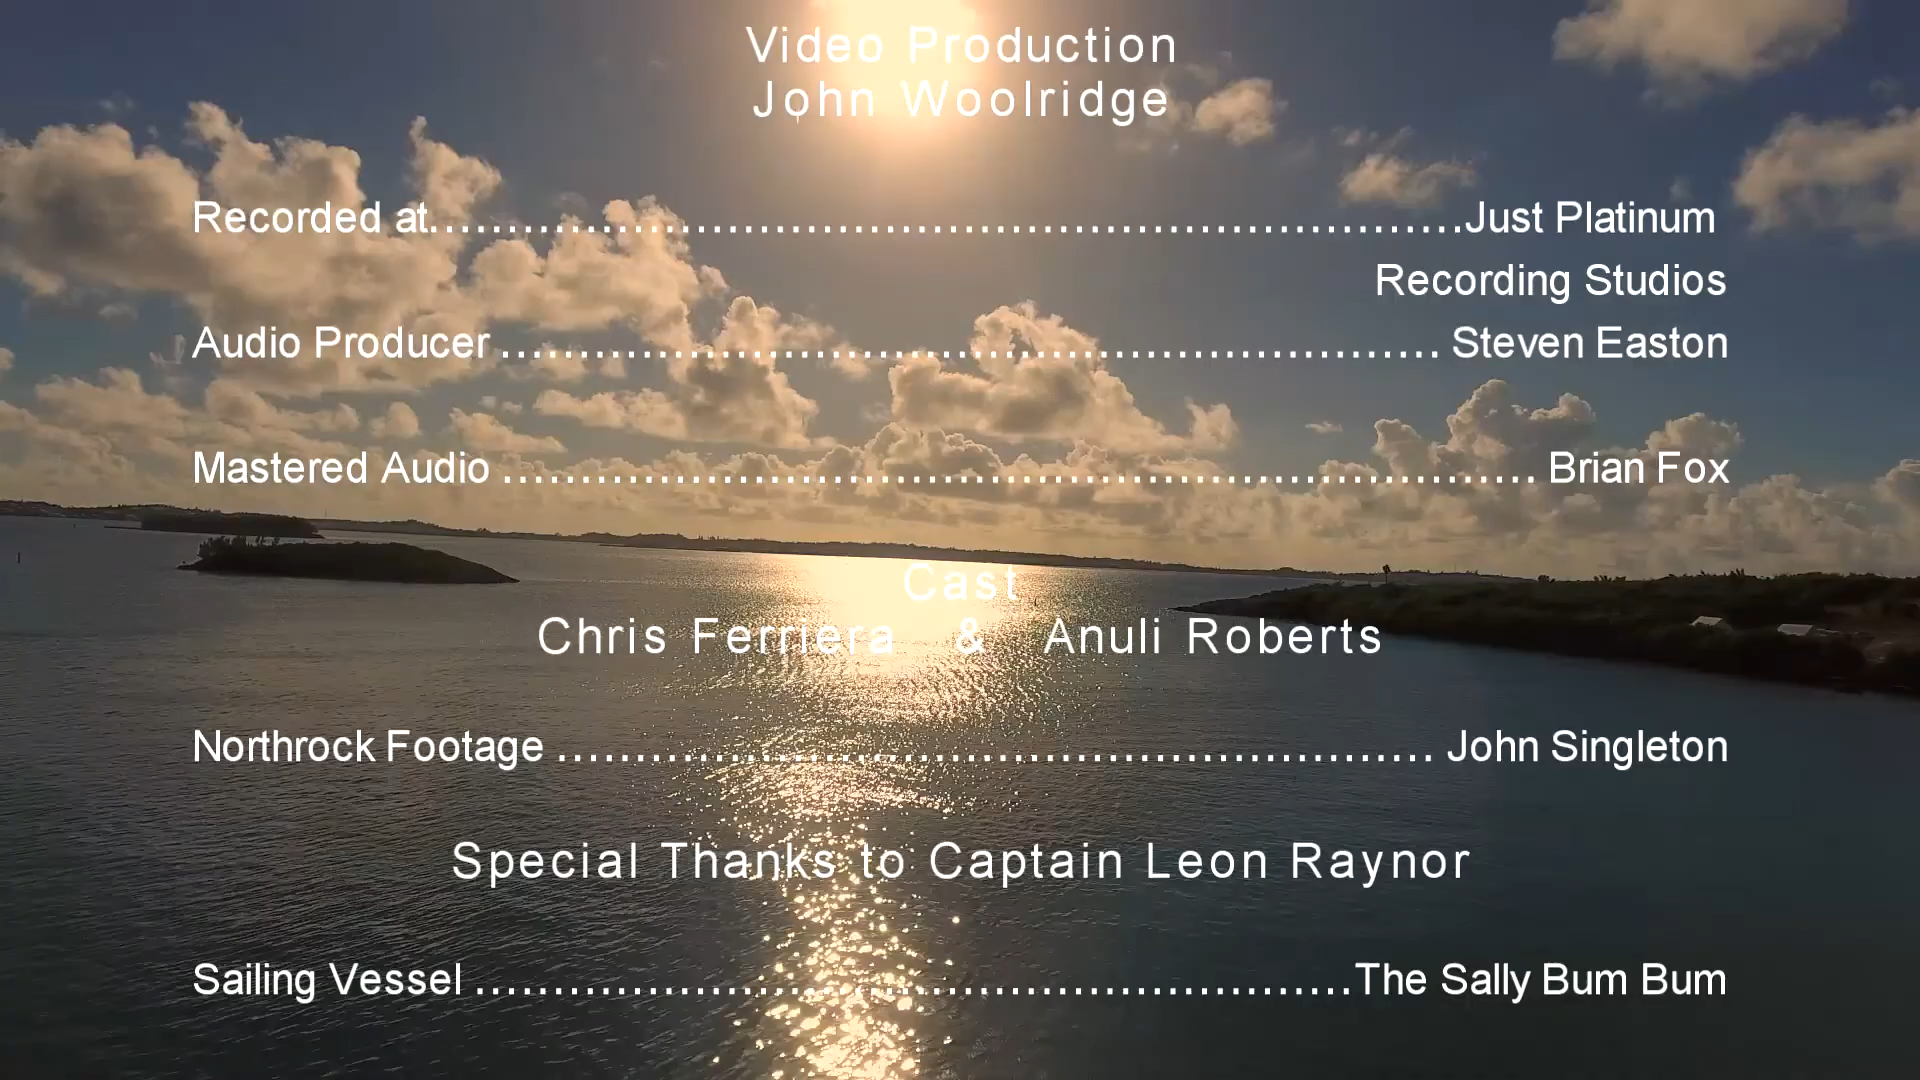 Video Production
John Woolridge
Recorded at..................................................................Just Platinum
Recording Studios
Audio Producer ............................................................ Steven Easton
Mastered Audio .................................................................. Brian Fox
Cast
Chris Ferriera & Anuli Roberts
Northrock Footage ........................................................ John Singleton
Special Thanks to Captain Leon Raynor
Sailing Vessel ........................................................The Sally Bum Bum